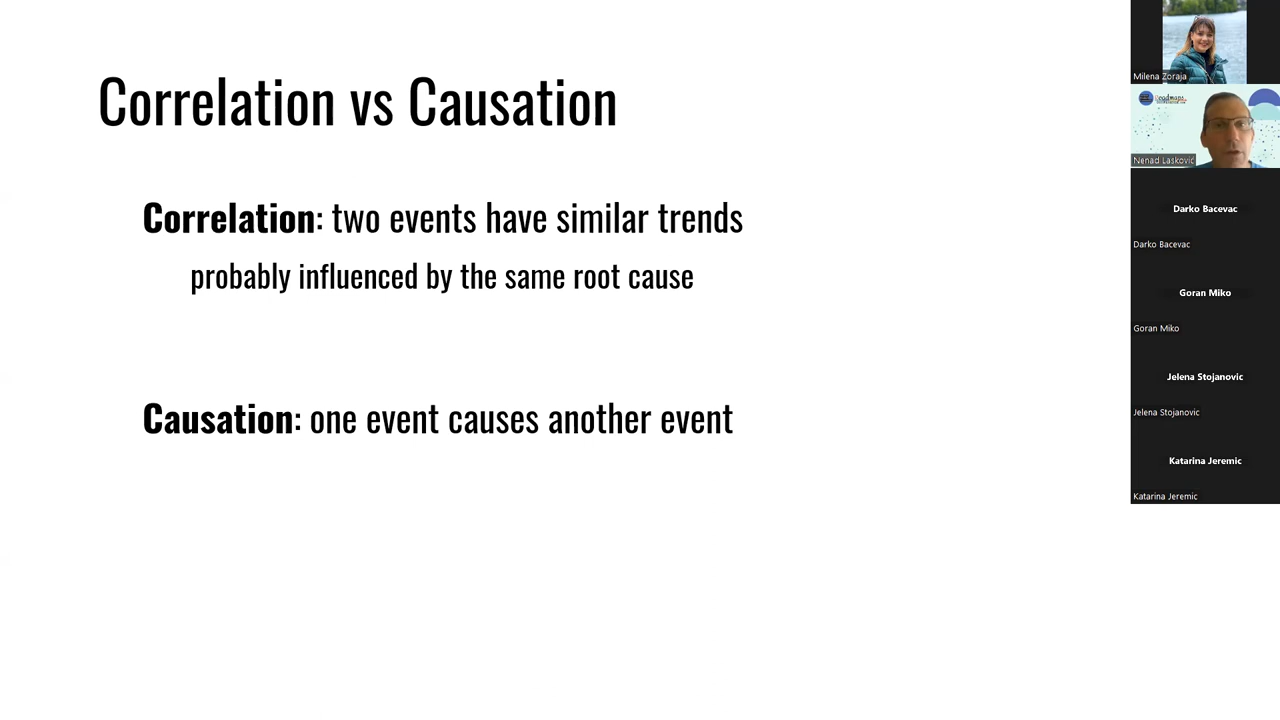 Correlation vs Causation
Correlation: two events have similar trends
probably influenced by the same root cause
Causation: one event causes another event
Milena Zoraja
Nenad Lasković
Darko Bacevac
Darko Bacevac
Goran Miko
Goran Miko
Jelena Stojanovic
Jelena Stojanovic
Katarina Jeremic
Katarina Jeremic